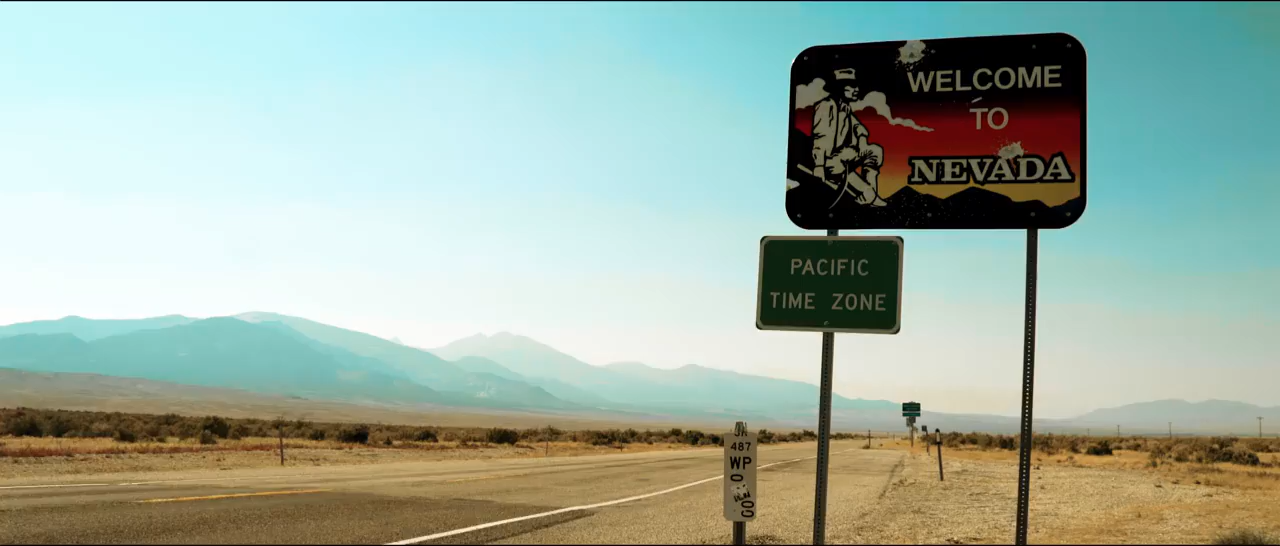 WELCOME
TO
NEVADA
PACIFIC
TIME ZONE
487
WP